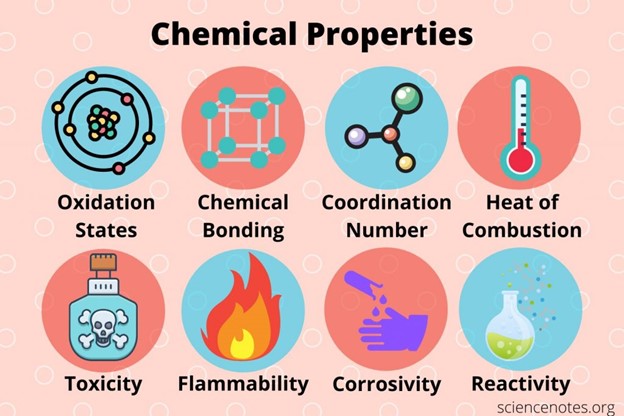 Chemical Properties
Oxidation States
Chemical Bonding
Coordination Number
Heat of Combustion
Toxicity
Flammability
Corrosivity
Reactivity
sciencenotes.org